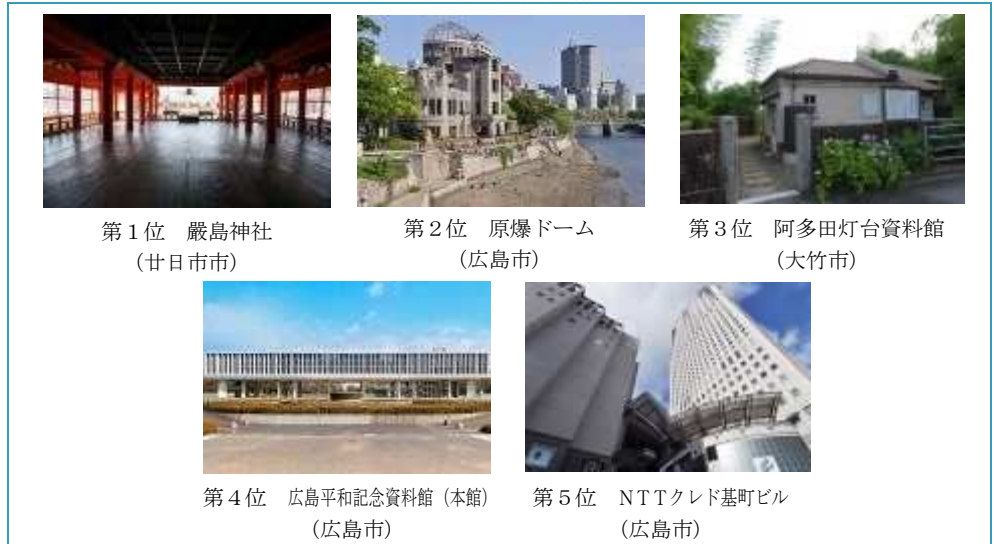 第１位　嚴島神社
（廿日市市）
第２位　原爆ドーム
（広島市）
第３位　阿多田灯台資料館
（大竹市）
第４位　広島平和記念資料館（本館）
（広島市）
第５位　ＮＴＴクレド基町ビル
（広島市）